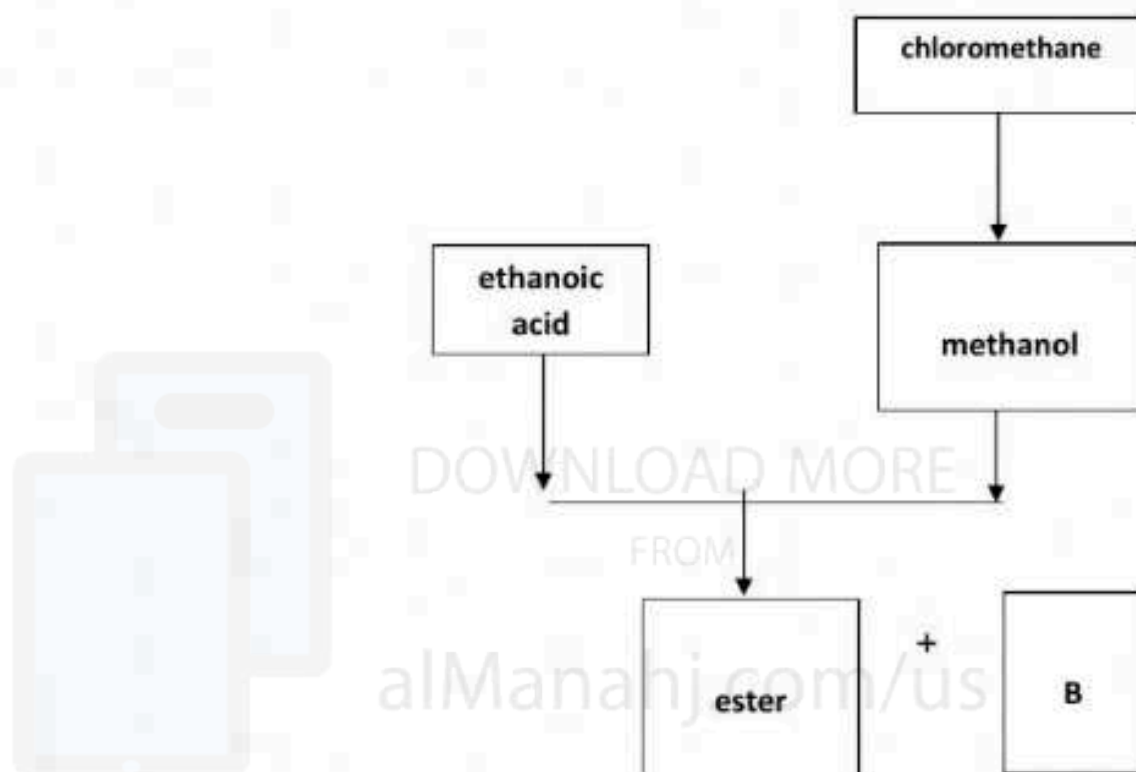 chloromethane
ethanoic
acid
methanol
DOWNLOAD MORE
FROM
+
alManahj.com/us
ester
B